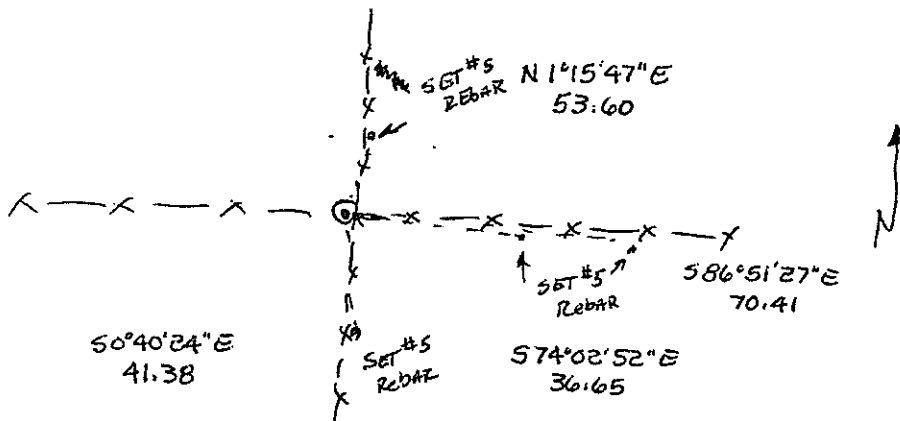 SET #5
REBAR
N 1°15'47"E
53.60
N
S86°51'27"E
70.41
SET #5
REBAR
S0°40'24"E
41.38
SET #5
REBAR
S74°02'52"E
36.65